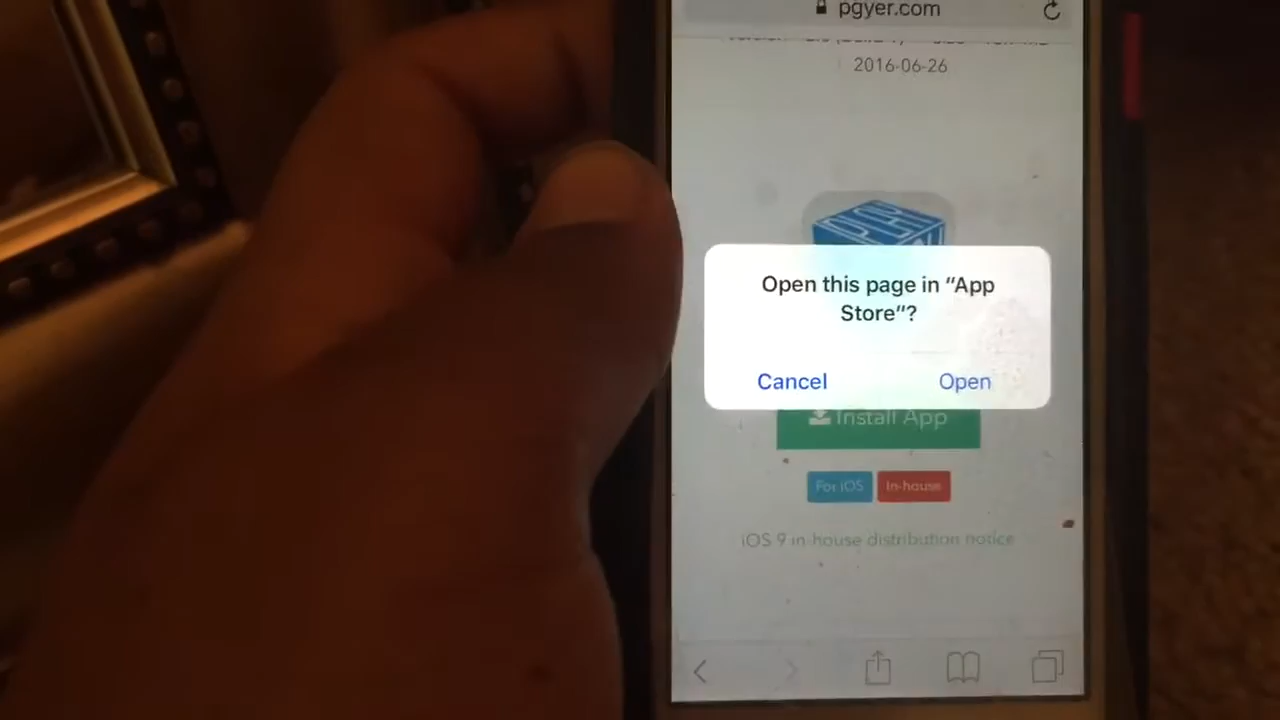 pgyer.com
2016-06-26
PLAY
Open this page in “App
Store”?
Cancel
Open
Install App
For iOS
In-house
iOS 9 in-house distribution notice